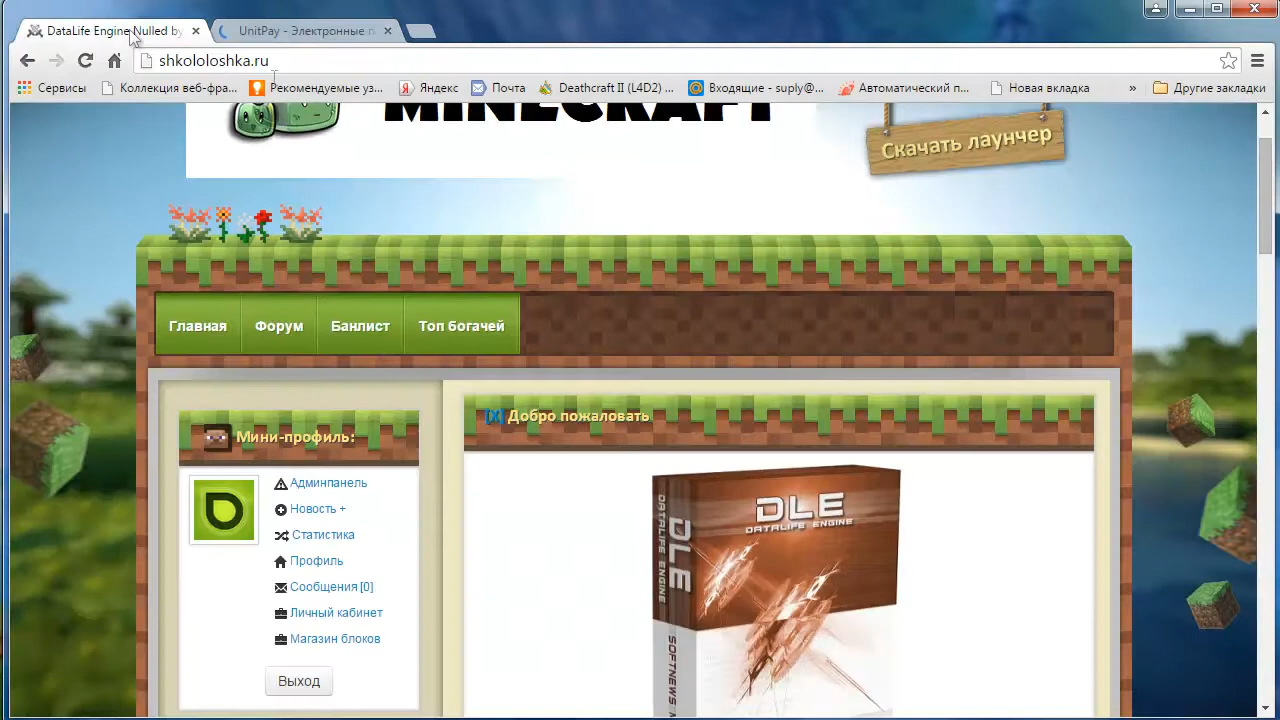 DataLife Engine Nulled by
UnitPay - Электронные п
shkololoshka.ru
Сервисы
Коллекция веб-фра...
Рекомендуемые уз...
Яндекс
Почта
Deathcraft II (L4D2) ...
Входящие - suply@...
Автоматический п...
Новая вкладка
»
Другие закладки
MINECRAFT
Скачать лаунчер
Главная
Форум
Банлист
Топ богачей
Мини-профиль:
Админпанель
Новость +
Статистика
Профиль
Сообщения [0]
Личный кабинет
Магазин блоков
Выход
[X] Добро пожаловать
DLE
DATALIFE ENGINE
DLE
DATALIFE ENGINE
SOFTNEWS M